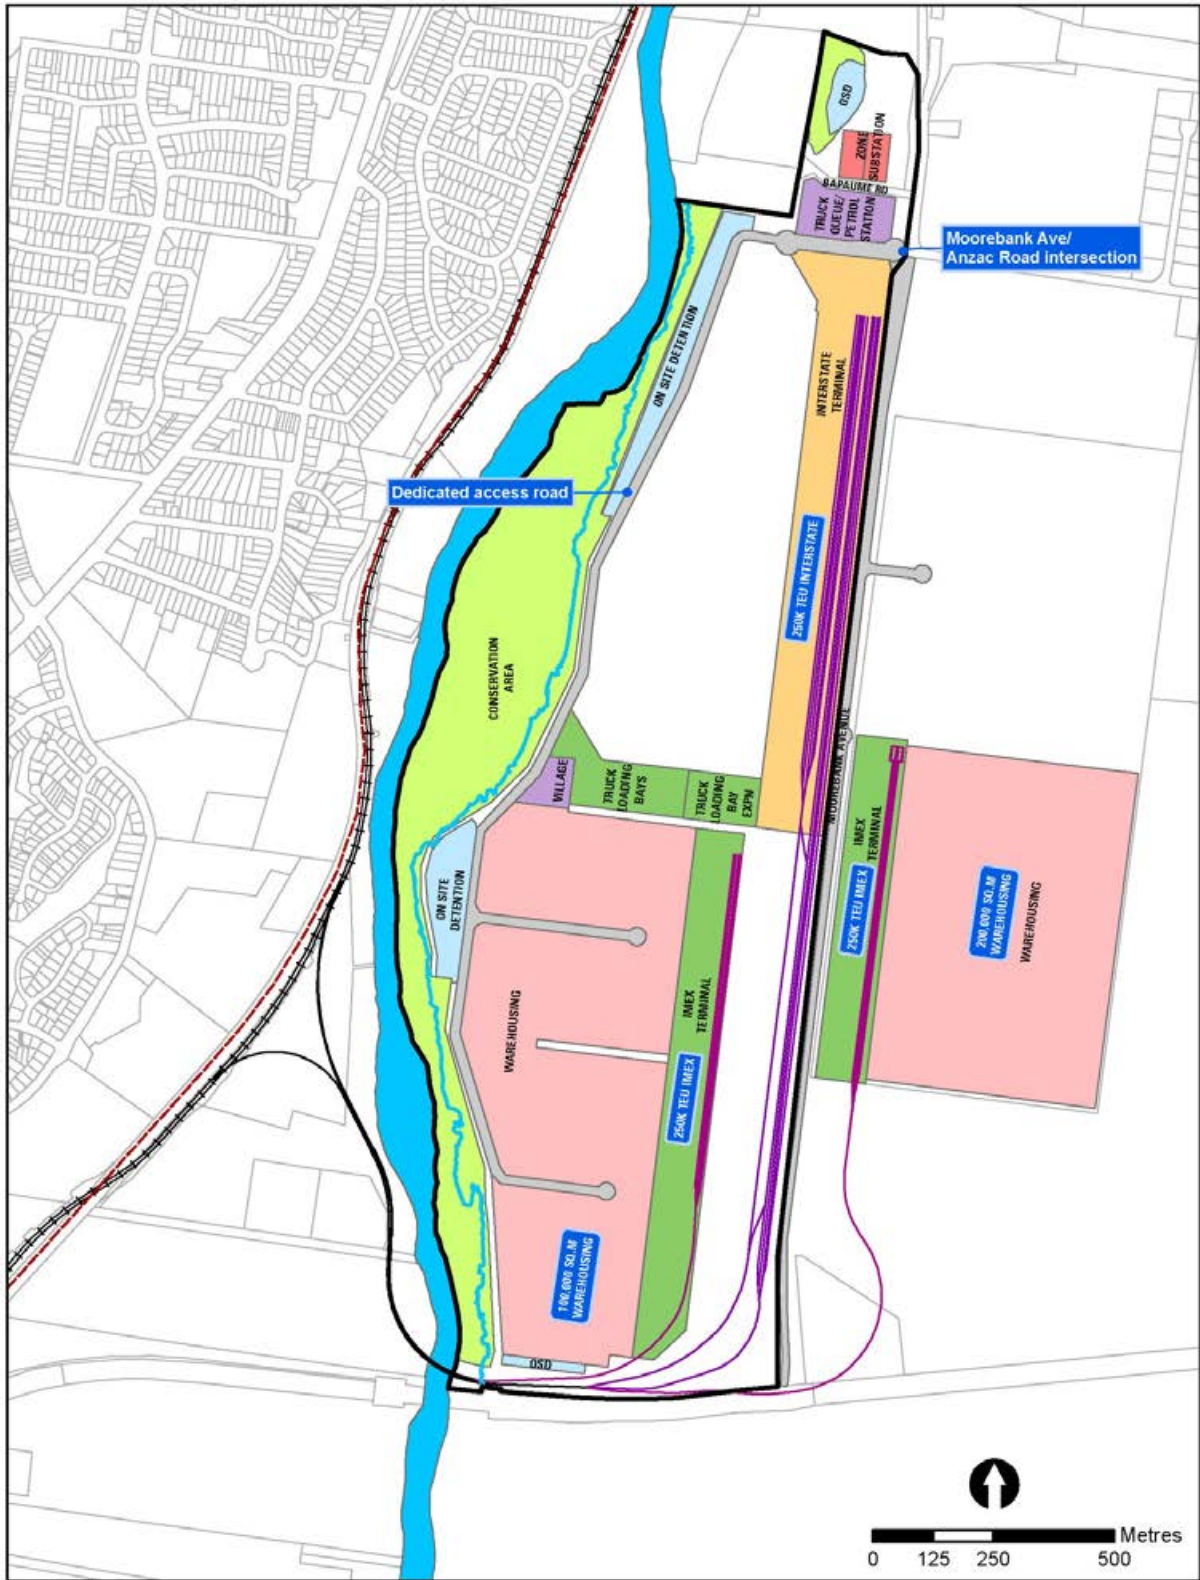 OSD
ZONE
SUBSTATION
BAPAUME RD
TRUCK
QUEUE/
PETROL
STATION
Moorebank Ave/
Anzac Road intersection
ON SITE DETENTION
INTERSTATE
TERMINAL
Dedicated access road
250K TEU INTERSTATE
CONSERVATION
AREA
MOOREBANK AVENUE
VILLAGE
TRUCK
LOADING
BAYS
TRUCK
LOADING
BAY
EXPN
IMEX
TERMINAL
250K TEU IMEX
200,000 SQ.M
WAREHOUSING
WAREHOUSING
ON SITE
DETENTION
WAREHOUSING
IMEX
TERMINAL
250K TEU IMEX
100,000 SQ.M
WAREHOUSING
OSD
Metres
0 125 250 500